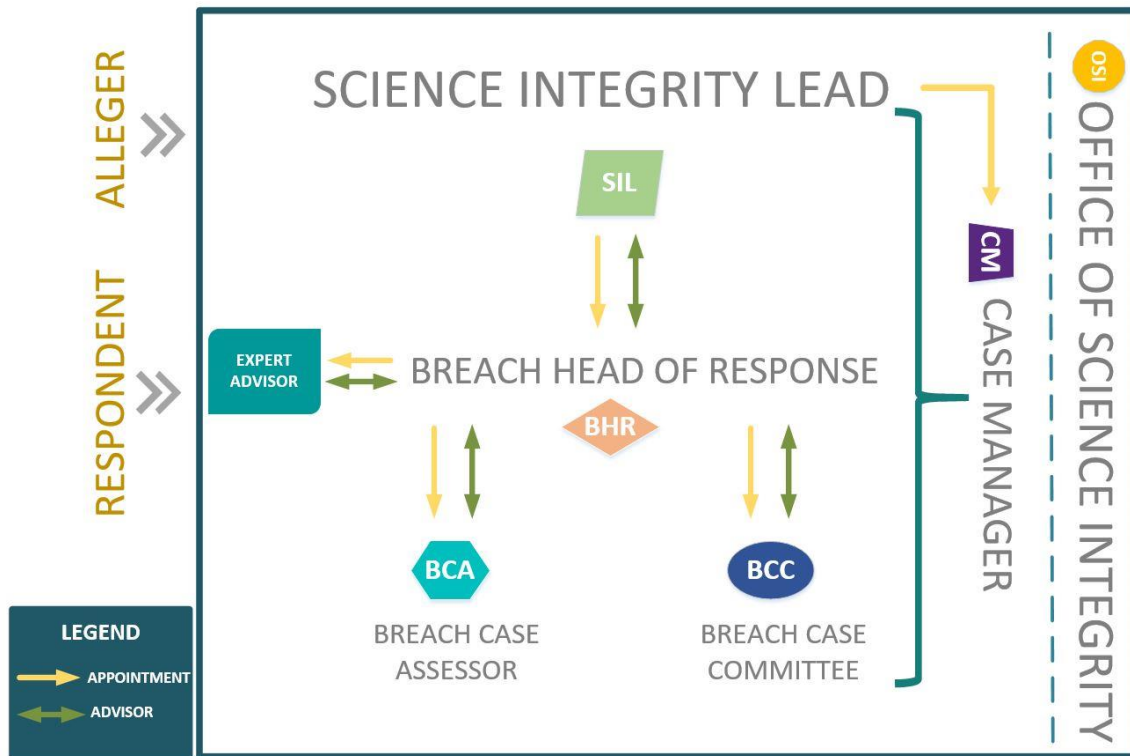 ALLEGER
RESPONDENT
SCIENCE INTEGRITY LEAD
SIL
EXPERT
ADVISOR
BREACH HEAD OF RESPONSE
BHR
BCA
BREACH CASE
ASSESSOR
BCC
BREACH CASE
COMMITTEE
CM
CASE MANAGER
OSI
OFFICE OF SCIENCE INTEGRITY
LEGEND
APPOINTMENT
ADVISOR